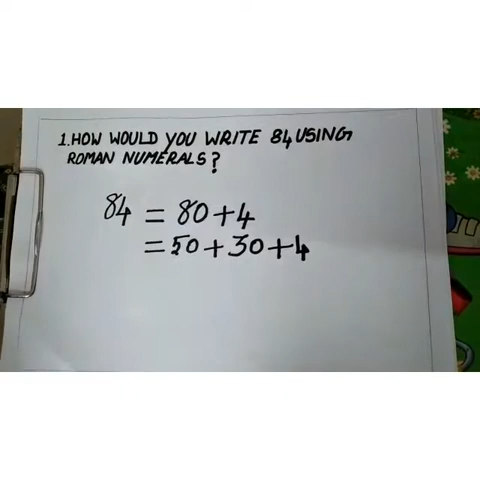 1. HOW WOULD YOU WRITE 84 USING
ROMAN NUMERALS?
84 = 80+4
= 50+30+4